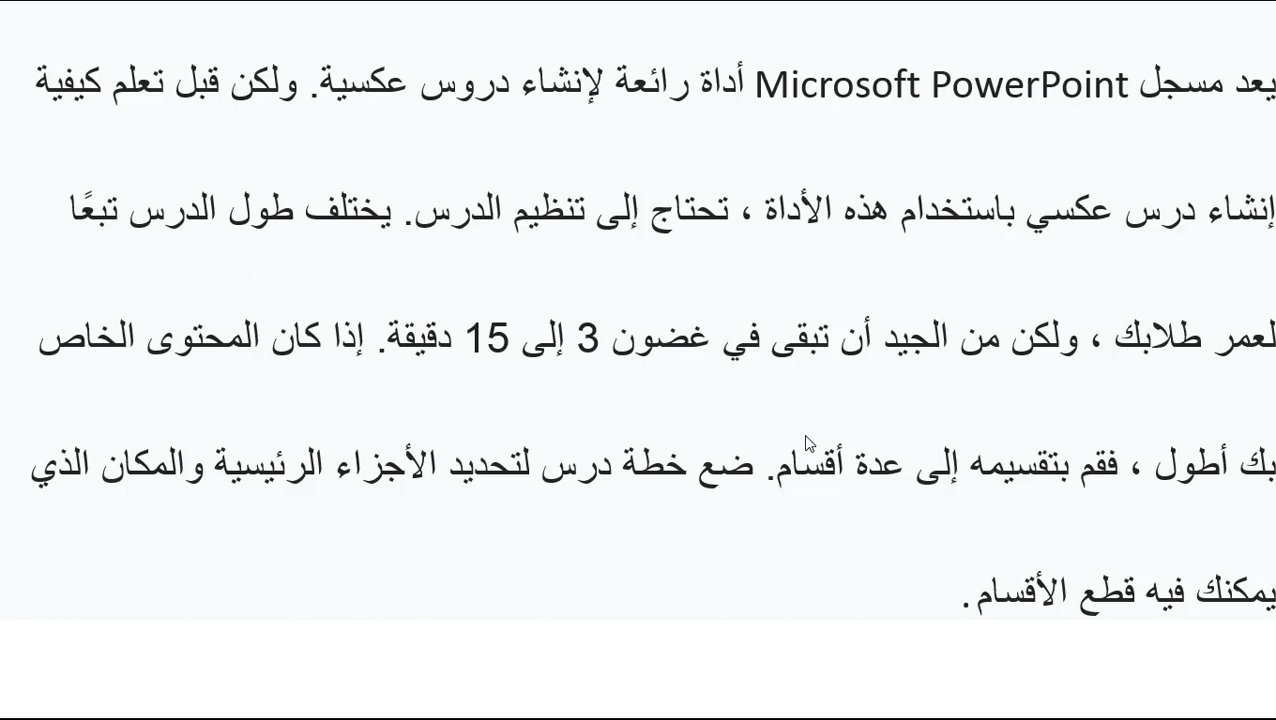 يعد مسجل Microsoft PowerPoint أداة رائعة لإنشاء دروس عكسية. ولكن قبل تعلم كيفية
إنشاء درس عكسي باستخدام هذه الأداة ، تحتاج إلى تنظيم الدرس. يختلف طول الدرس تبعًا
لعمر طلابك ، ولكن من الجيد أن تبقى في غضون 3 إلى 15 دقيقة. إذا كان المحتوى الخاص
بك أطول ، فقم بتقسيمه إلى عدة أقسام. ضع خطة درس لتحديد الأجزاء الرئيسية والمكان الذي
يمكنك فيه قطع الأقسام.